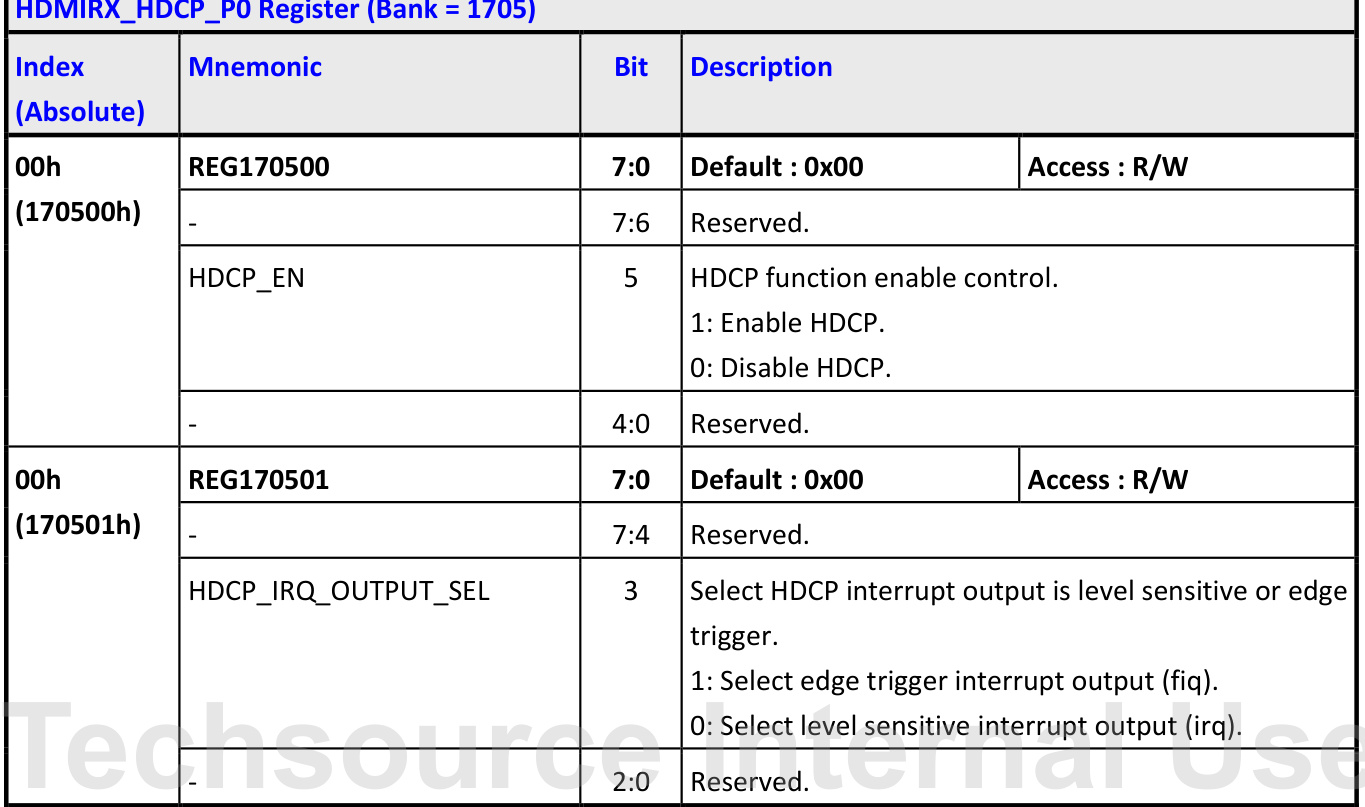 HDMIRX_HDCP_P0 Register (Bank = 1705)
Index (Absolute) Mnemonic Bit Description
00h (170500h) REG170500 7:0 Default : 0x00 Access : R/W
- 7:6 Reserved.
HDCP_EN 5 HDCP function enable control.
1: Enable HDCP.
0: Disable HDCP.
- 4:0 Reserved.
00h (170501h) REG170501 7:0 Default : 0x00 Access : R/W
- 7:4 Reserved.
HDCP_IRQ_OUTPUT_SEL 3 Select HDCP interrupt output is level sensitive or edge
trigger.
1: Select edge trigger interrupt output (fiq).
0: Select level sensitive interrupt output (irq).
- 2:0 Reserved.
Techsource Internal Use